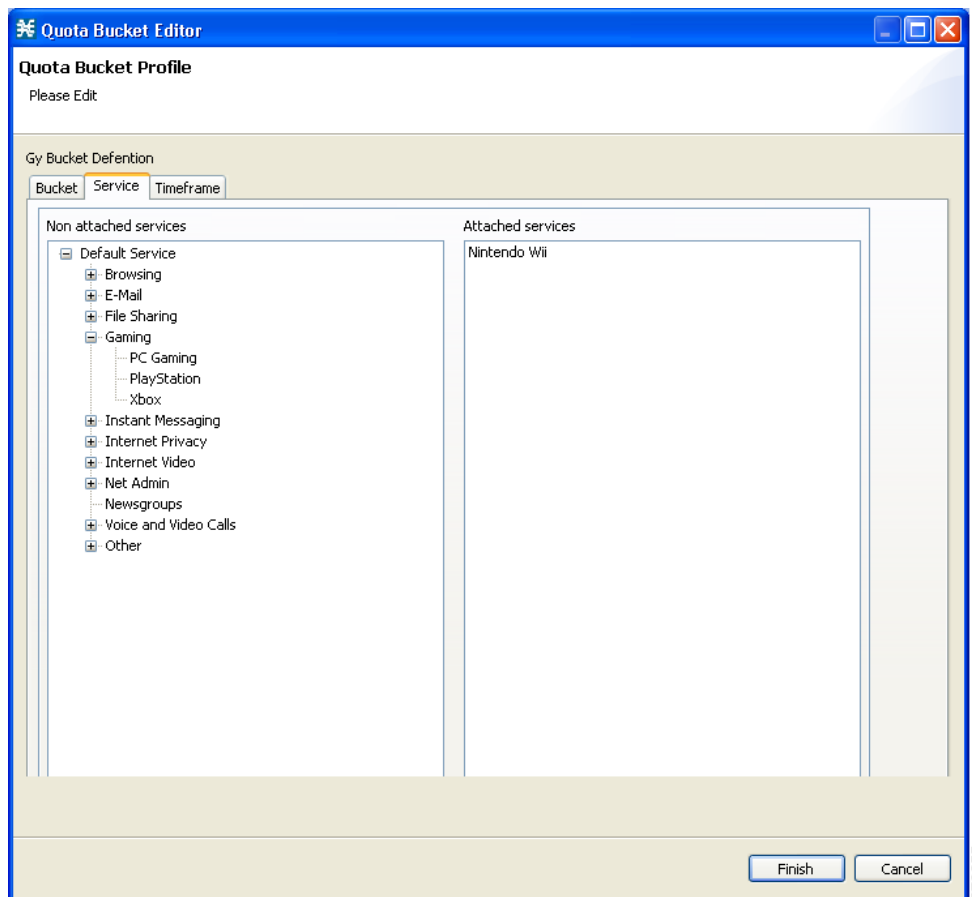 Quota Bucket Editor
Quota Bucket Profile
Please Edit
Gy Bucket Defention
Bucket Service Timeframe
Non attached services
Default Service
Browsing
E-Mail
File Sharing
Gaming
PC Gaming
PlayStation
Xbox
Instant Messaging
Internet Privacy
Internet Video
Net Admin
Newsgroups
Voice and Video Calls
Other
Attached services
Nintendo Wii
Finish Cancel